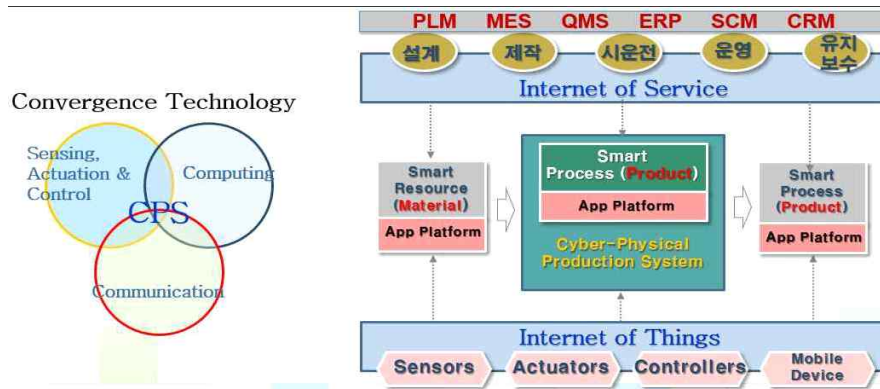 PLM MES QMS ERP SCM CRM
설계 제작 시운전 운영 유지
보수
Internet of Service
Convergence Technology
Sensing,
Actuation &
Control
Computing
CPS
Communication
Smart
Resource
(Material)
App Platform
Smart
Process (Product)
App Platform
Cyber-Physical
Production System
Smart
Process
(Product)
App Platform
Internet of Things
Sensors Actuators Controllers Mobile
Device